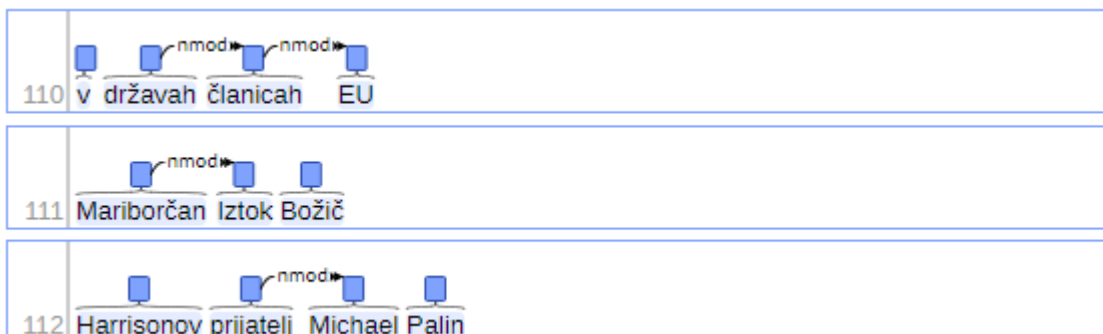 nmod nmod
110 v državah članicah EU
nmod
111 Mariborčan Iztok Božič
nmod
112 Harrisonov prijatelj Michael Palin